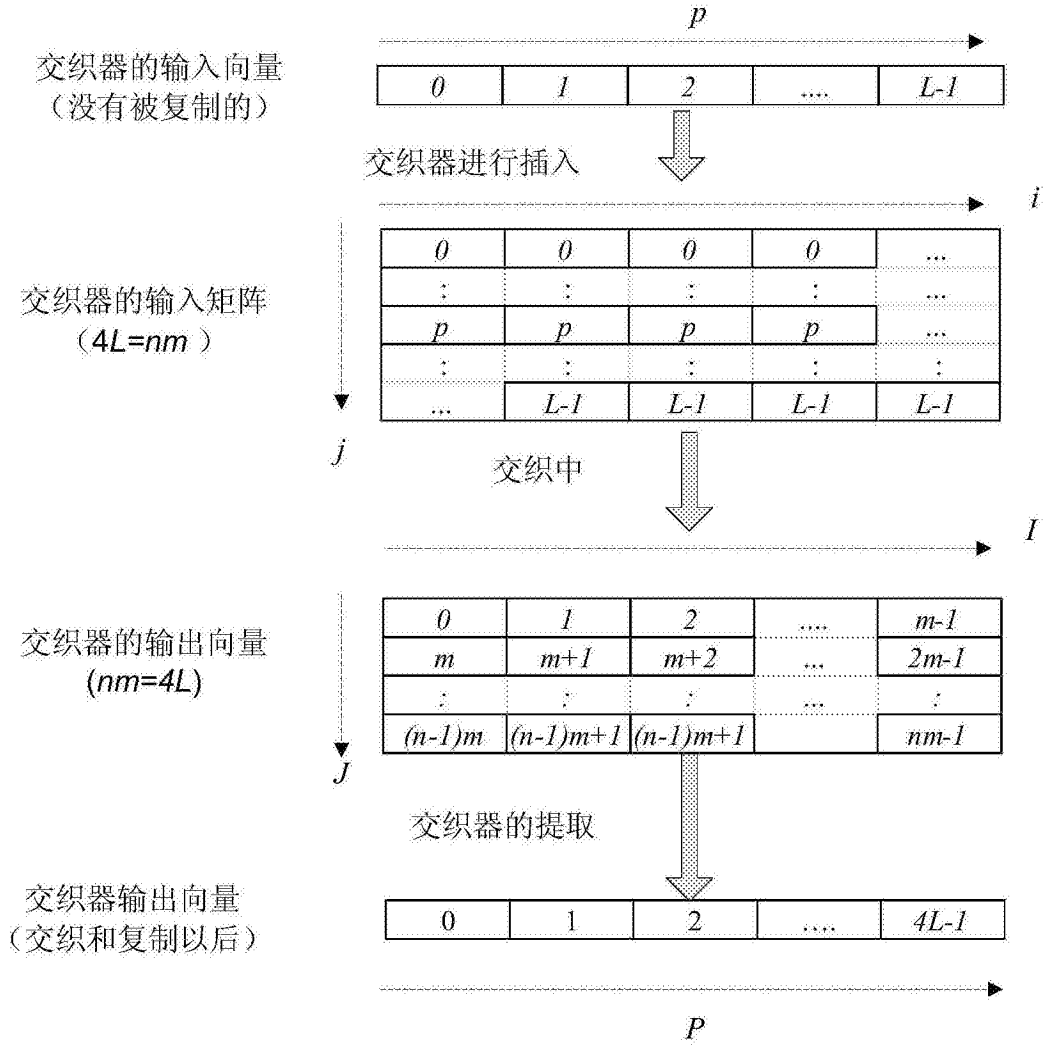 p
交织器的输入向量
（没有被复制的）
0 1 2 .... L-1
交织器进行插入
i
0 0 0 0 ...
: : : : ...
交织器的输入矩阵
（4L=nm ）
p p p p ...
: : : : :
... L-1 L-1 L-1 L-1
j
交织中
I
0 1 2 .... m-1
交织器的输出向量
(nm=4L)
m m+1 m+2 ... 2m-1
: : : ... :
(n-1)m (n-1)m+1 (n-1)m+1 nm-1
J
交织器的提取
交织器输出向量
（交织和复制以后）
0 1 2 .... 4L-1
P